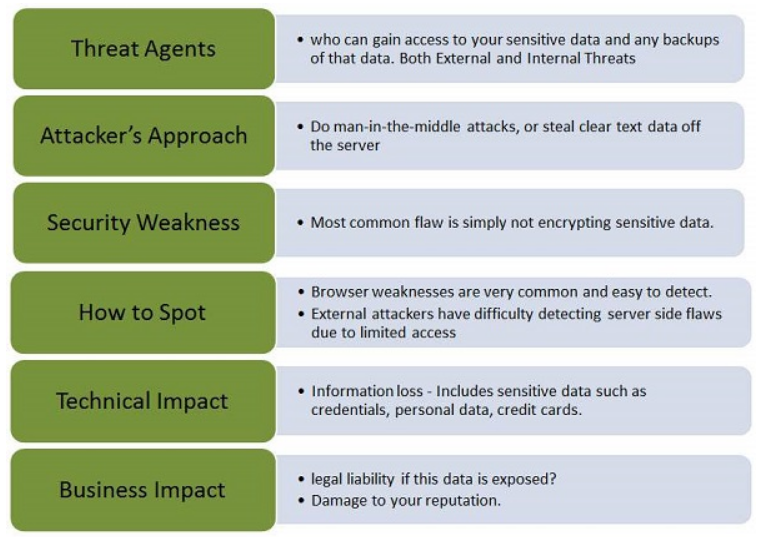 Threat Agents
• who can gain access to your sensitive data and any backups
of that data. Both External and Internal Threats
Attacker's Approach
• Do man-in-the-middle attacks, or steal clear text data off
the server
Security Weakness
• Most common flaw is simply not encrypting sensitive data.
How to Spot
• Browser weaknesses are very common and easy to detect.
• External attackers have difficulty detecting server side flaws
due to limited access
Technical Impact
• Information loss - Includes sensitive data such as
credentials, personal data, credit cards.
Business Impact
• legal liability if this data is exposed?
• Damage to your reputation.